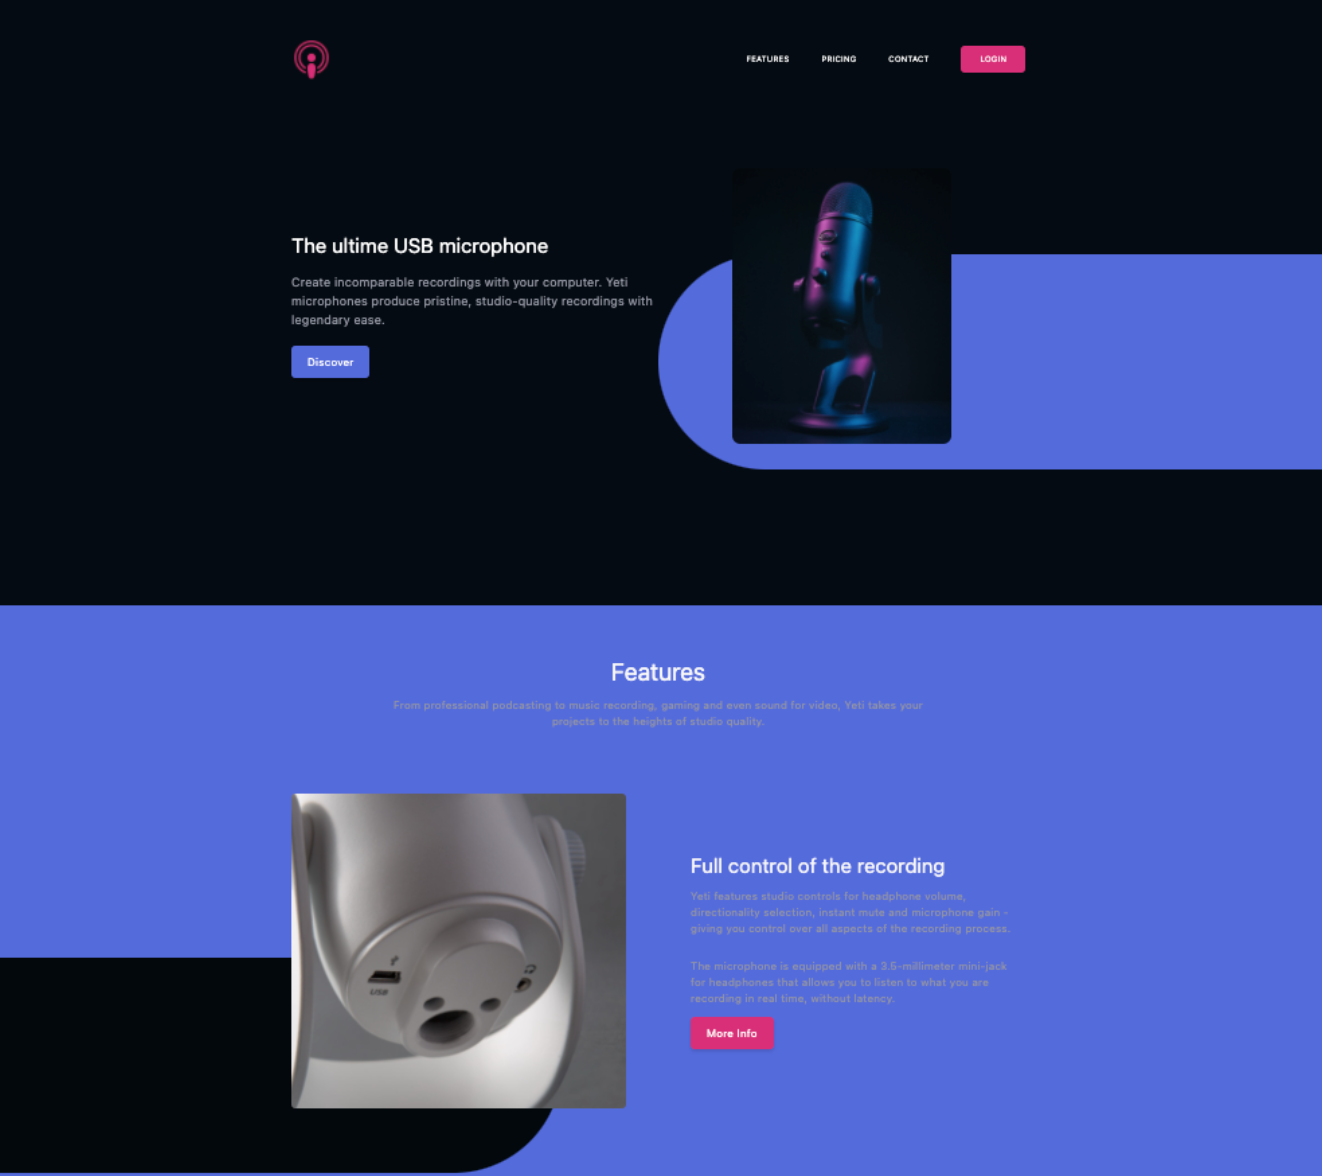 FEATURES PRICING CONTACT LOGIN
The ultime USB microphone
Create incomparable recordings with your computer. Yeti
microphones produce pristine, studio-quality recordings with
legendary ease.
Discover
Features
From professional podcasting to music recording, gaming and even sound for video, Yeti takes your
projects to the heights of studio quality.
USB
Full control of the recording
Yeti features studio controls for headphone volume,
directionality selection, instant mute and microphone gain -
giving you control over all aspects of the recording process.
The microphone is equipped with a 3.5-millimeter mini-jack
for headphones that allows you to listen to what you are
recording in real time, without latency.
More Info